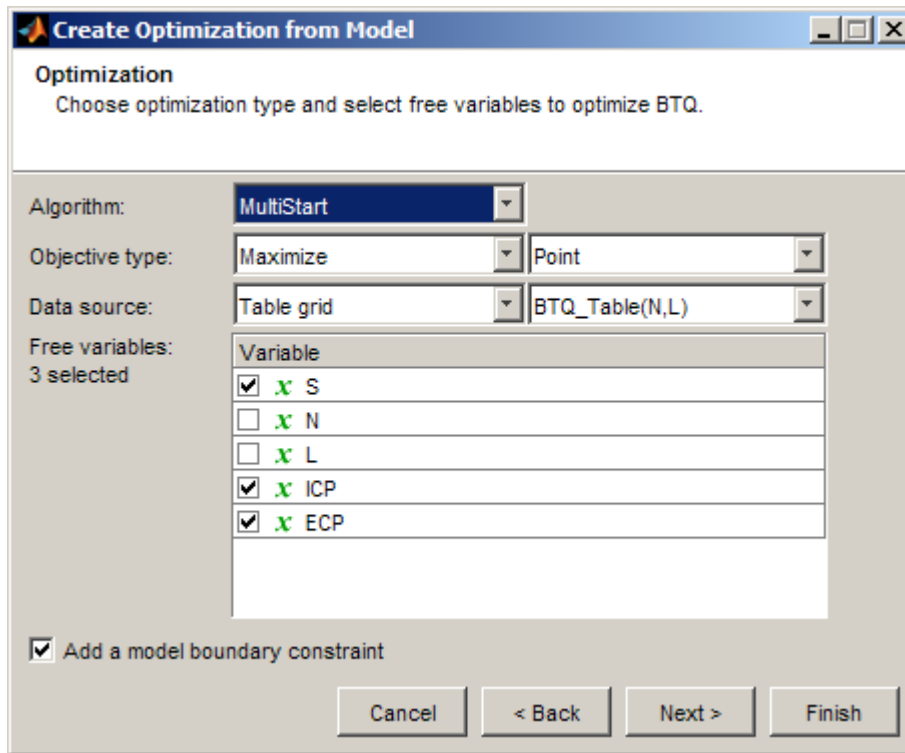 Create Optimization from Model
Optimization
Choose optimization type and select free variables to optimize BTQ.
Algorithm: MultiStart
Objective type: Maximize Point
Data source: Table grid BTQ_Table(N,L)
Free variables:
3 selected
Variable
x S
x N
x L
x ICP
x ECP
Add a model boundary constraint
Cancel < Back Next > Finish